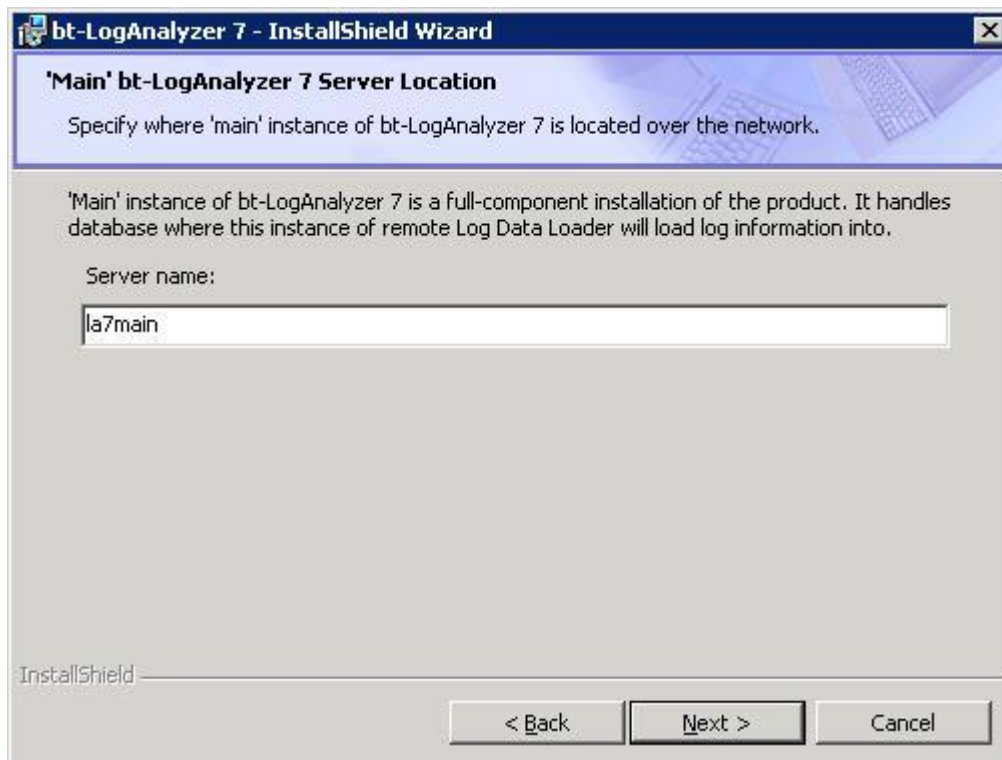 bt-LogAnalyzer 7 - InstallShield Wizard
'Main' bt-LogAnalyzer 7 Server Location
Specify where 'main' instance of bt-LogAnalyzer 7 is located over the network.
'Main' instance of bt-LogAnalyzer 7 is a full-component installation of the product. It handles
database where this instance of remote Log Data Loader will load log information into.
Server name:
la7main
InstallShield
< Back
Next >
Cancel